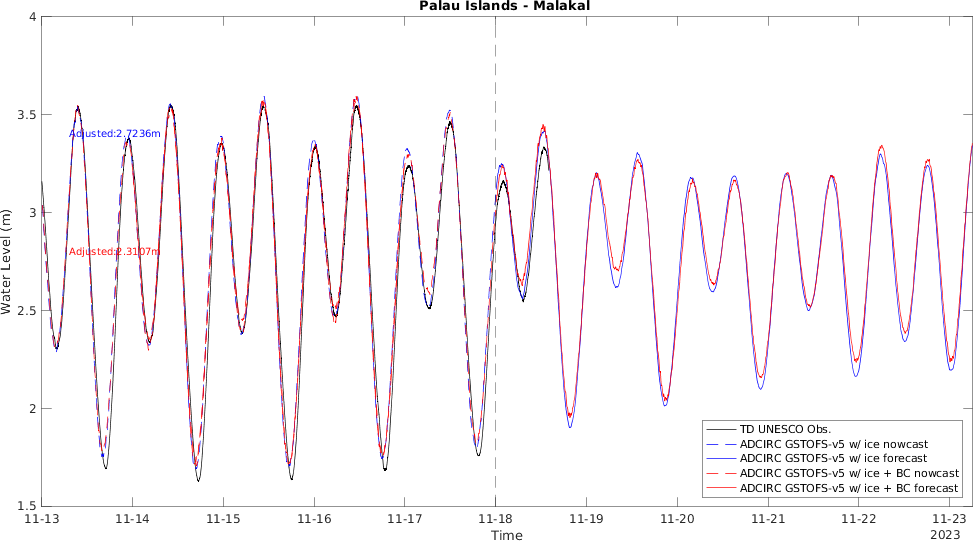 Palau Islands - Malakal
4
3.5
3
2.5
2
1.5
Water Level (m)
Adjusted:2.7236m
Adjusted:2.3107m
TD UNESCO Obs.
ADCIRC GSTOFS-v5 w/ ice nowcast
ADCIRC GSTOFS-v5 w/ ice forecast
ADCIRC GSTOFS-v5 w/ ice + BC nowcast
ADCIRC GSTOFS-v5 w/ ice + BC forecast
11-13 11-14 11-15 11-16 11-17 11-18 11-19 11-20 11-21 11-22 11-23
Time
2023